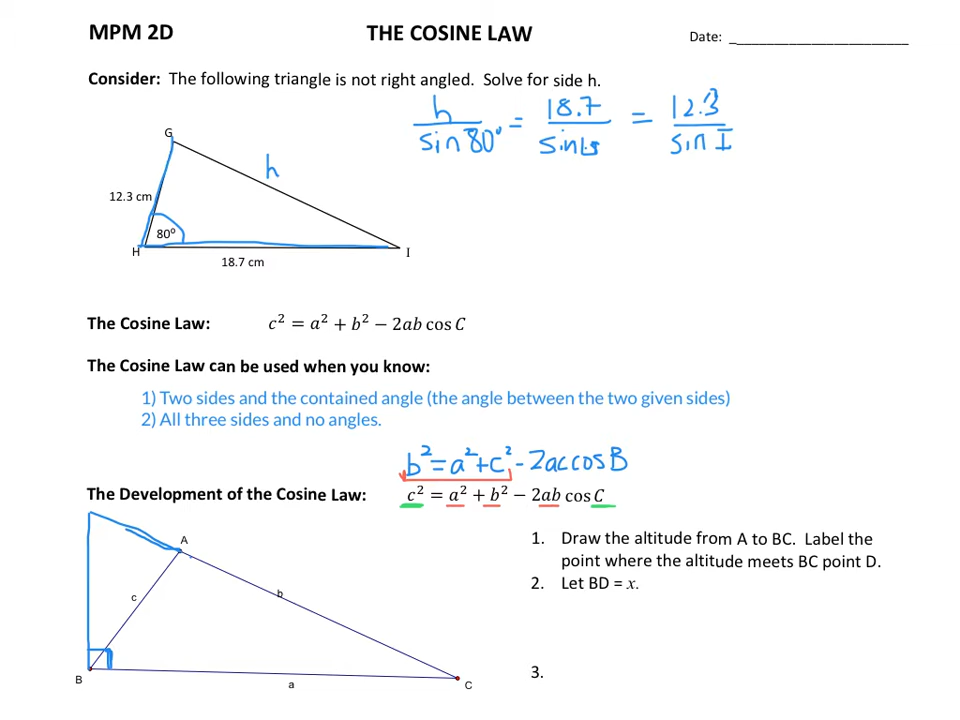 MPM 2D THE COSINE LAW Date: _______________________
Consider: The following triangle is not right angled. Solve for side h.
h/sin 80° = 18.7/sin G = 12.3/sin I
G
h
12.3 cm
80°
H
I
18.7 cm
The Cosine Law: c² = a² + b² − 2ab cos C
The Cosine Law can be used when you know:
1) Two sides and the contained angle (the angle between the two given sides)
2) All three sides and no angles.
b² = a² + c² - 2ac cos B
The Development of the Cosine Law: c² = a² + b² − 2ab cos C
A
c
b
B
a
C
1. Draw the altitude from A to BC. Label the
point where the altitude meets BC point D.
2. Let BD = x.
3.